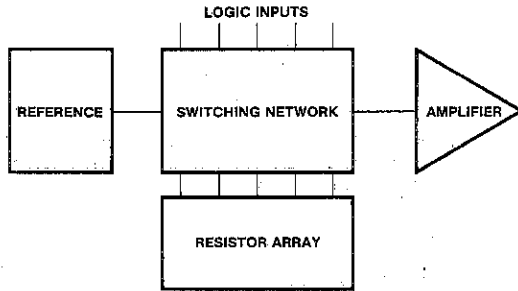 LOGIC INPUTS
REFERENCE
SWITCHING NETWORK
AMPLIFIER
RESISTOR ARRAY